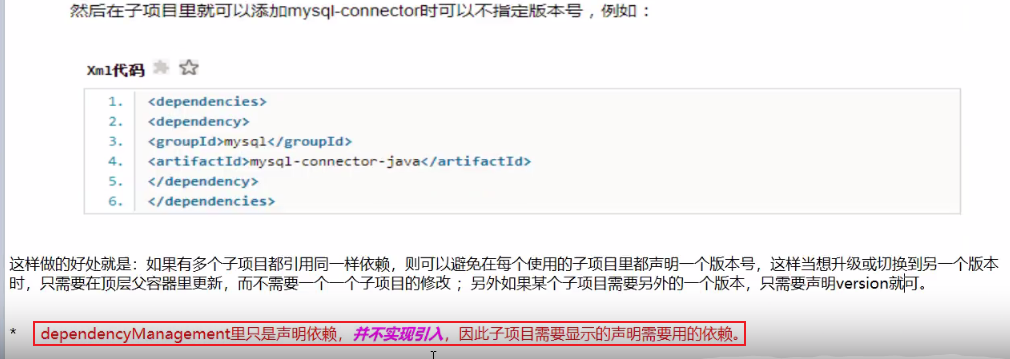 然后在子项目里就可以添加mysql-connector时可以不指定版本号，例如：
Xml代码
1. <dependencies>
2. <dependency>
3. <groupId>mysql</groupId>
4. <artifactId>mysql-connector-java</artifactId>
5. </dependency>
6. </dependencies>
这样做的好处就是：如果有多个子项目都引用同一样依赖，则可以避免在每个使用的子项目里都声明一个版本号，这样当想升级或切换到另一个版本
时，只需要在顶层父容器里更新，而不需要一个一个子项目的修改；另外如果某个子项目需要另外的一个版本，只需要声明version就可。
* dependencyManagement里只是声明依赖，并不实现引入，因此子项目需要显示的声明需要用的依赖。